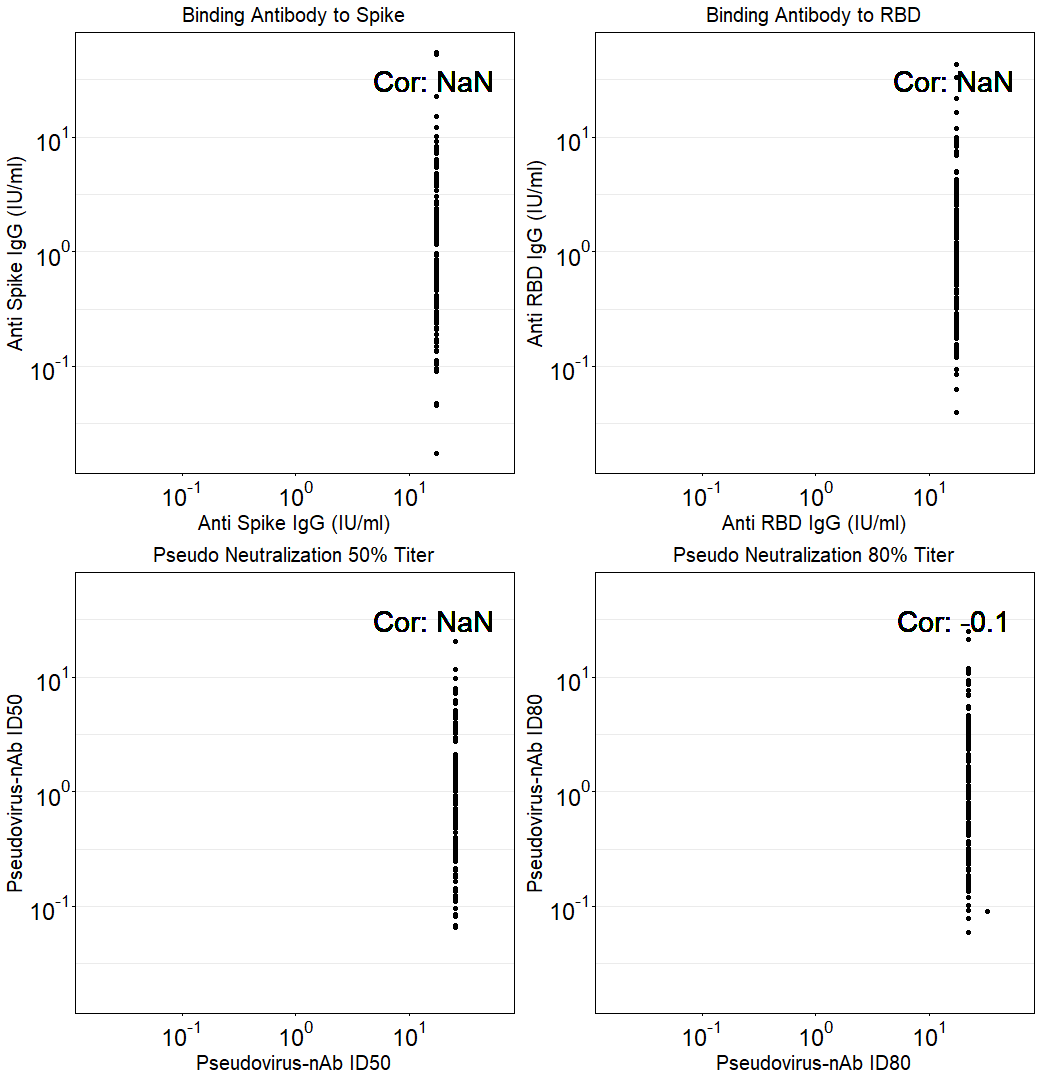 Binding Antibody to Spike
Cor: NaN
Anti Spike IgG (IU/ml)
10^1
10^0
10^-1
10^-1 10^0 10^1
Anti Spike IgG (IU/ml)
Binding Antibody to RBD
Cor: NaN
Anti RBD IgG (IU/ml)
10^1
10^0
10^-1
10^-1 10^0 10^1
Anti RBD IgG (IU/ml)
Pseudo Neutralization 50% Titer
Cor: NaN
Pseudovirus-nAb ID50
10^1
10^0
10^-1
10^-1 10^0 10^1
Pseudovirus-nAb ID50
Pseudo Neutralization 80% Titer
Cor: -0.1
Pseudovirus-nAb ID80
10^1
10^0
10^-1
10^-1 10^0 10^1
Pseudovirus-nAb ID80